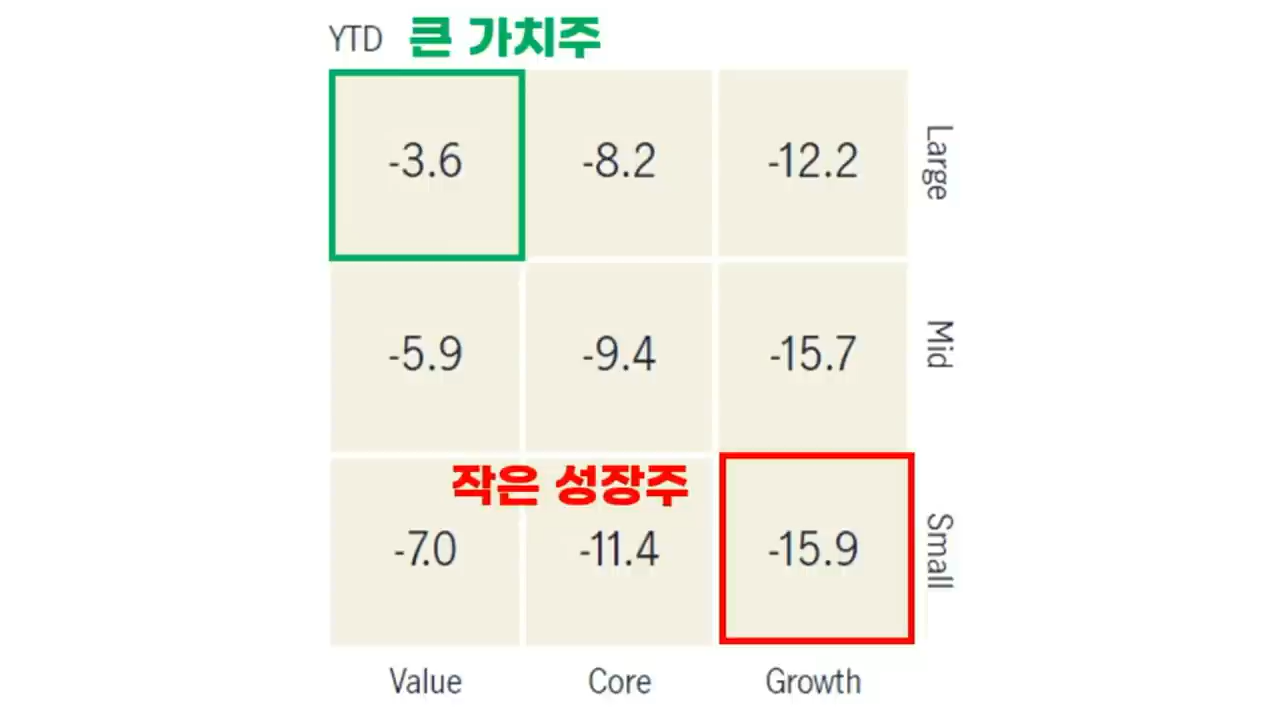 YTD 큰 가치주
-3.6 -8.2 -12.2 Large
-5.9 -9.4 -15.7 Mid
작은 성장주
-7.0 -11.4 -15.9 Small
Value Core Growth